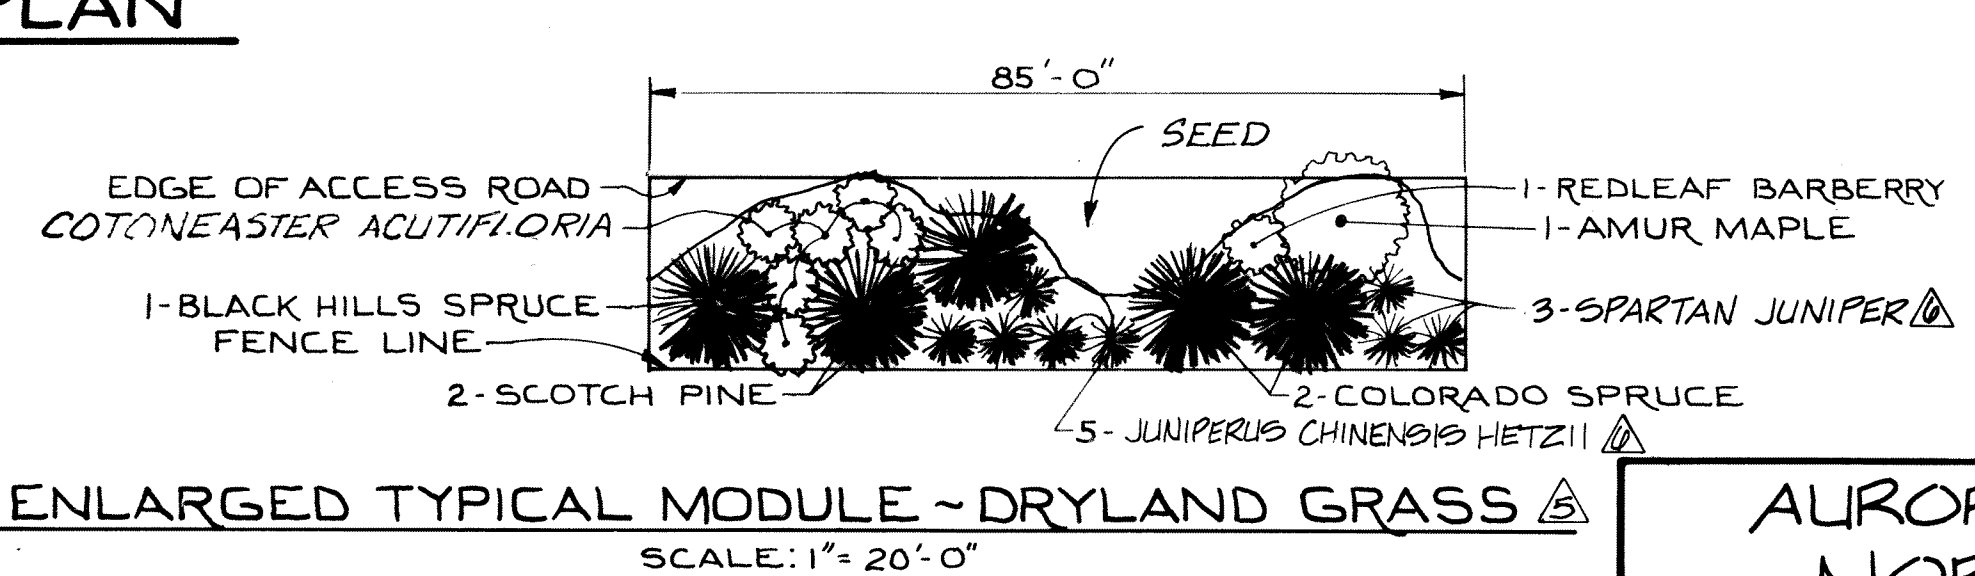 PLAN
85'-0"
SEED
EDGE OF ACCESS ROAD
COTONEASTER ACUTIFLORIA
1-BLACK HILLS SPRUCE
FENCE LINE
2-SCOTCH PINE
1-REDLEAF BARBERRY
1-AMUR MAPLE
3-SPARTAN JUNIPER 6
2-COLORADO SPRUCE
5-JUNIPERUS CHINENSIS HETZII 6
ENLARGED TYPICAL MODULE ~ DRYLAND GRASS 5
SCALE: 1"= 20'-0"